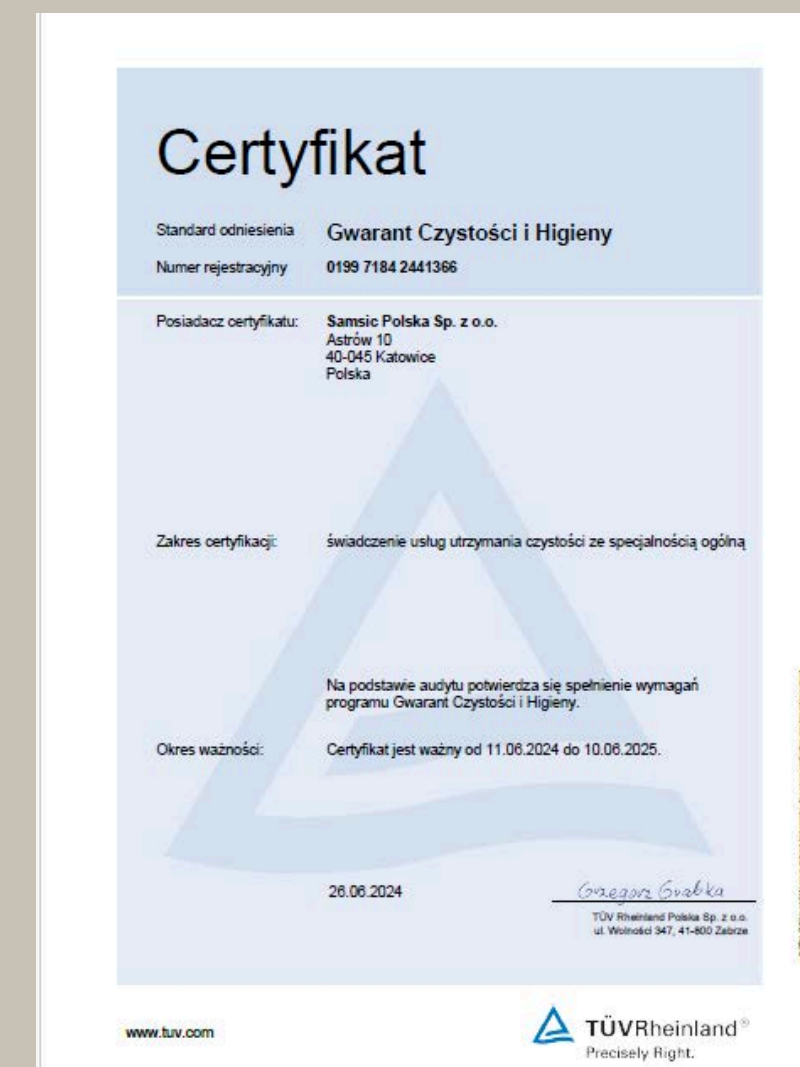 Certyfikat
Standard odniesienia Gwarant Czystości i Higieny
Numer rejestracyjny 0199 7184 2441366
Posiadacz certyfikatu: Samsic Polska Sp. z o.o.
Astrów 10
40-045 Katowice
Polska
Zakres certyfikacji: świadczenie usług utrzymania czystości ze specjalnością ogólną
Na podstawie audytu potwierdza się spełnienie wymagań
programu Gwarant Czystości i Higieny.
Okres ważności: Certyfikat jest ważny od 11.06.2024 do 10.06.2025.
26.06.2024 Grzegorz Grabka
TÜV Rheinland Polska Sp. z o.o.
ul. Wolności 347, 41-800 Zabrze
www.tuv.com TÜVRheinland®
Precisely Right.